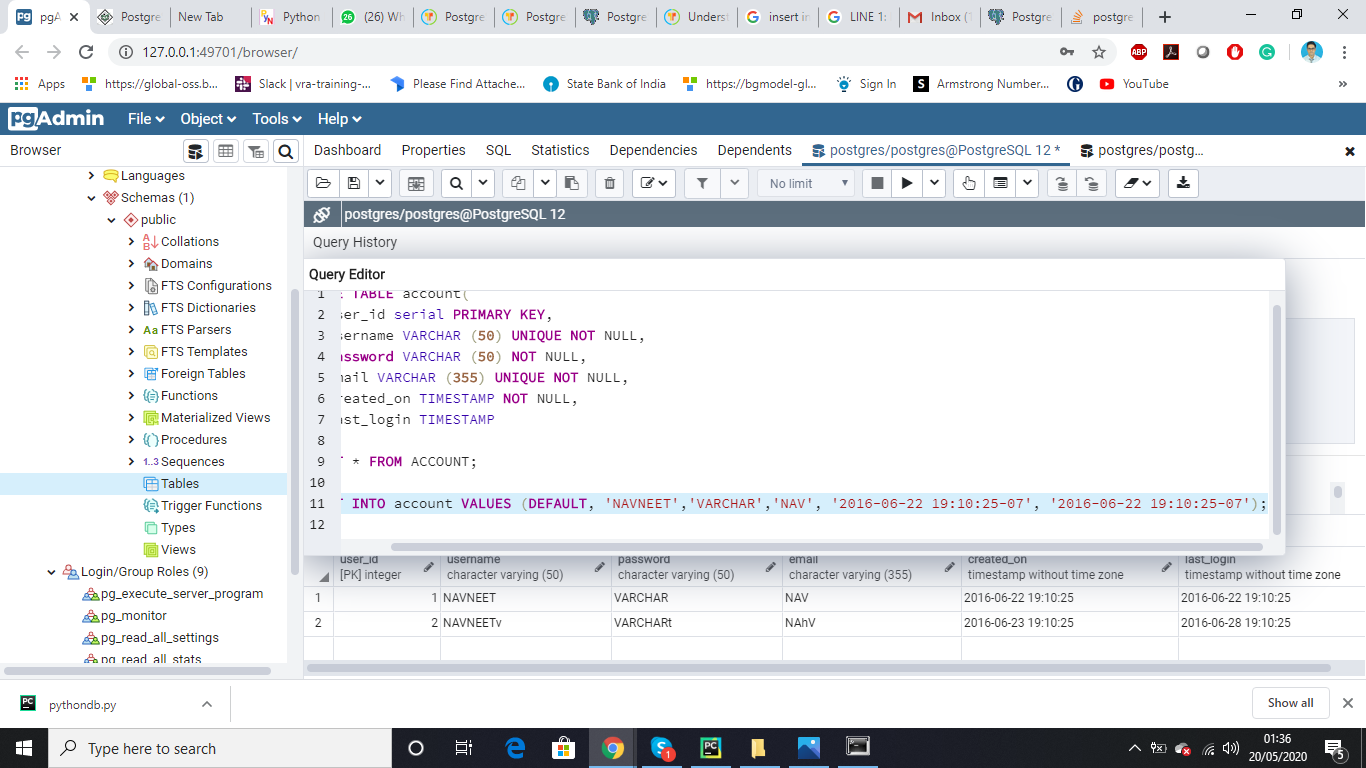 pgA
Postgre
New Tab
Python
(26) Wh
Postgre
Postgre
Postgre
Underst
insert in
LINE 1:
Inbox (1
Postgre
postgre
127.0.0.1:49701/browser/
ABP
Apps
https://global-oss.b...
Slack | vra-training-...
Please Find Attache...
State Bank of India
https://bgmodel-gl...
Sign In
Armstrong Number...
YouTube
»
pgAdmin
File
Object
Tools
Help
Browser
Dashboard
Properties
SQL
Statistics
Dependencies
Dependents
postgres/postgres@PostgreSQL 12 *
postgres/postg...
Languages
Schemas (1)
public
Collations
Domains
FTS Configurations
FTS Dictionaries
Aa FTS Parsers
FTS Templates
Foreign Tables
Functions
Materialized Views
Procedures
1..3 Sequences
Tables
Trigger Functions
Types
Views
Login/Group Roles (9)
pg_execute_server_program
pg_monitor
pg_read_all_settings
pg_read_all_stats
No limit
postgres/postgres@PostgreSQL 12
Query History
Query Editor
1 TABLE account(
2 ser_id serial PRIMARY KEY,
3 sername VARCHAR (50) UNIQUE NOT NULL,
4 assword VARCHAR (50) NOT NULL,
5 mail VARCHAR (355) UNIQUE NOT NULL,
6 reated_on TIMESTAMP NOT NULL,
7 ast_login TIMESTAMP
8
9 T * FROM ACCOUNT;
10
11 T INTO account VALUES (DEFAULT, 'NAVNEET','VARCHAR','NAV', '2016-06-22 19:10:25-07', '2016-06-22 19:10:25-07');
12
user_id
[PK] integer
username
character varying (50)
password
character varying (50)
email
character varying (355)
created_on
timestamp without time zone
last_login
timestamp without time zone
1 1 NAVNEET VARCHAR NAV 2016-06-22 19:10:25 2016-06-22 19:10:25
2 2 NAVNEETv VARCHARt NAhV 2016-06-23 19:10:25 2016-06-28 19:10:25
PC
pythondb.py
Show all
Type here to search
1
PC
01:36
20/05/2020
5